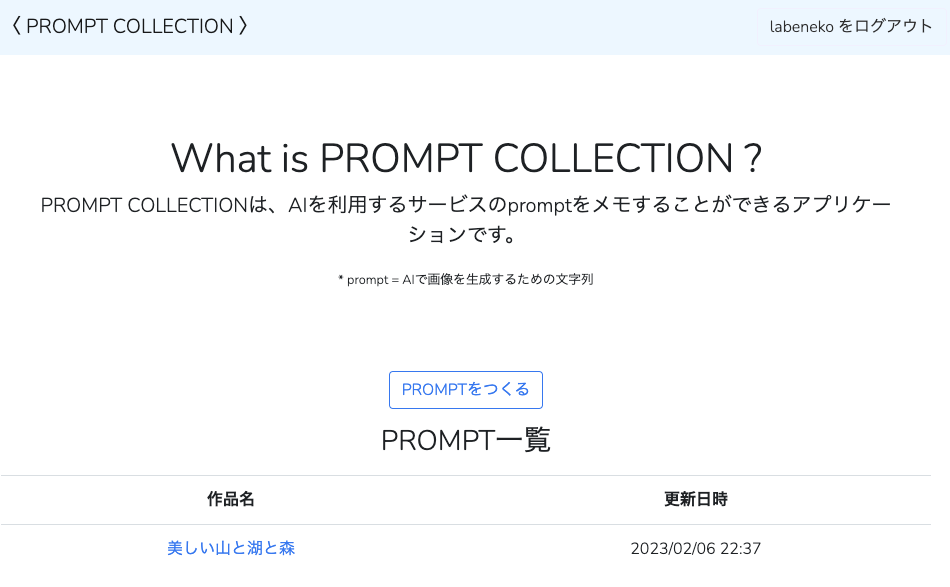 〈 PROMPT COLLECTION 〉
labeneko をログアウト
What is PROMPT COLLECTION ?
PROMPT COLLECTIONは、AIを利用するサービスのpromptをメモすることができるアプリケー
ションです。
* prompt = AIで画像を生成するための文字列
PROMPTをつくる
PROMPT一覧
作品名 更新日時
美しい山と湖と森 2023/02/06 22:37